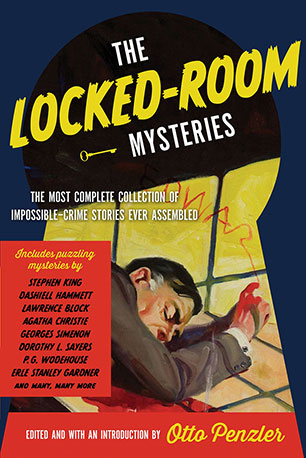 THE
LOCKED-ROOM
MYSTERIES
THE MOST COMPLETE COLLECTION OF
IMPOSSIBLE-CRIME STORIES EVER ASSEMBLED
Includes puzzling
mysteries by
STEPHEN KING
DASHIELL HAMMETT
LAWRENCE BLOCK
AGATHA CHRISTIE
GEORGES SIMENON
DOROTHY L. SAYERS
P.G. WODEHOUSE
ERLE STANLEY GARDNER
AND MANY, MANY MORE
EDITED AND WITH AN INTRODUCTION BY Otto Penzler